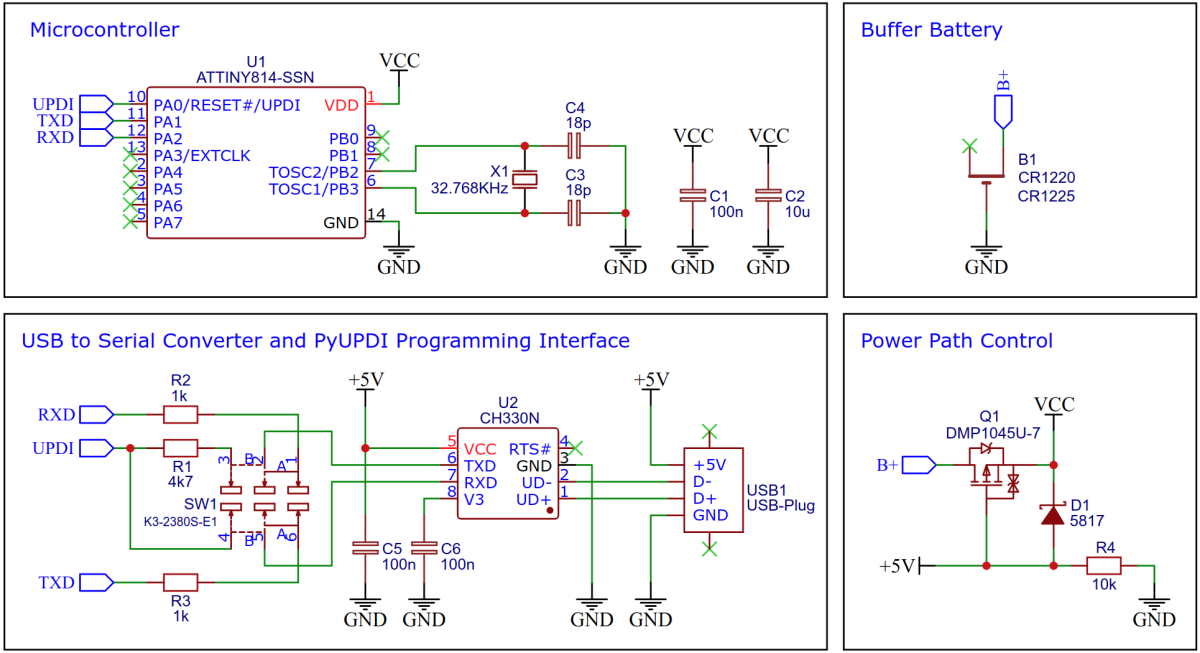 Microcontroller
U1
ATTINY814-SSN
VCC
UPDI
10
PA0/RESET#/UPDI
VDD
1
TXD
11
PA1
RXD
12
PA2
PB0
9
13
PA3/EXTCLK
PB1
8
2
PA4
TOSC2/PB2
7
3
PA5
TOSC1/PB3
6
4
PA6
5
PA7
GND
14
GND
X1
32.768KHz
C4
18p
C3
18p
GND
VCC
C1
100n
GND
VCC
C2
10u
GND
Buffer Battery
B+
B1
CR1220
CR1225
GND
USB to Serial Converter and PyUPDI Programming Interface
R2
1k
RXD
UPDI
R1
4k7
3
B
2
A
1
SW1
K3-2380S-E1
4
B
5
A
6
TXD
R3
1k
+5V
U2
CH330N
5
VCC
RTS#
4
6
TXD
GND
3
7
RXD
UD-
2
8
V3
UD+
1
C5
100n
GND
C6
100n
GND
GND
+5V
+5V
D-
D+
GND
USB1
USB-Plug
GND
Power Path Control
Q1
DMP1045U-7
VCC
B+
D1
5817
+5V
R4
10k
GND